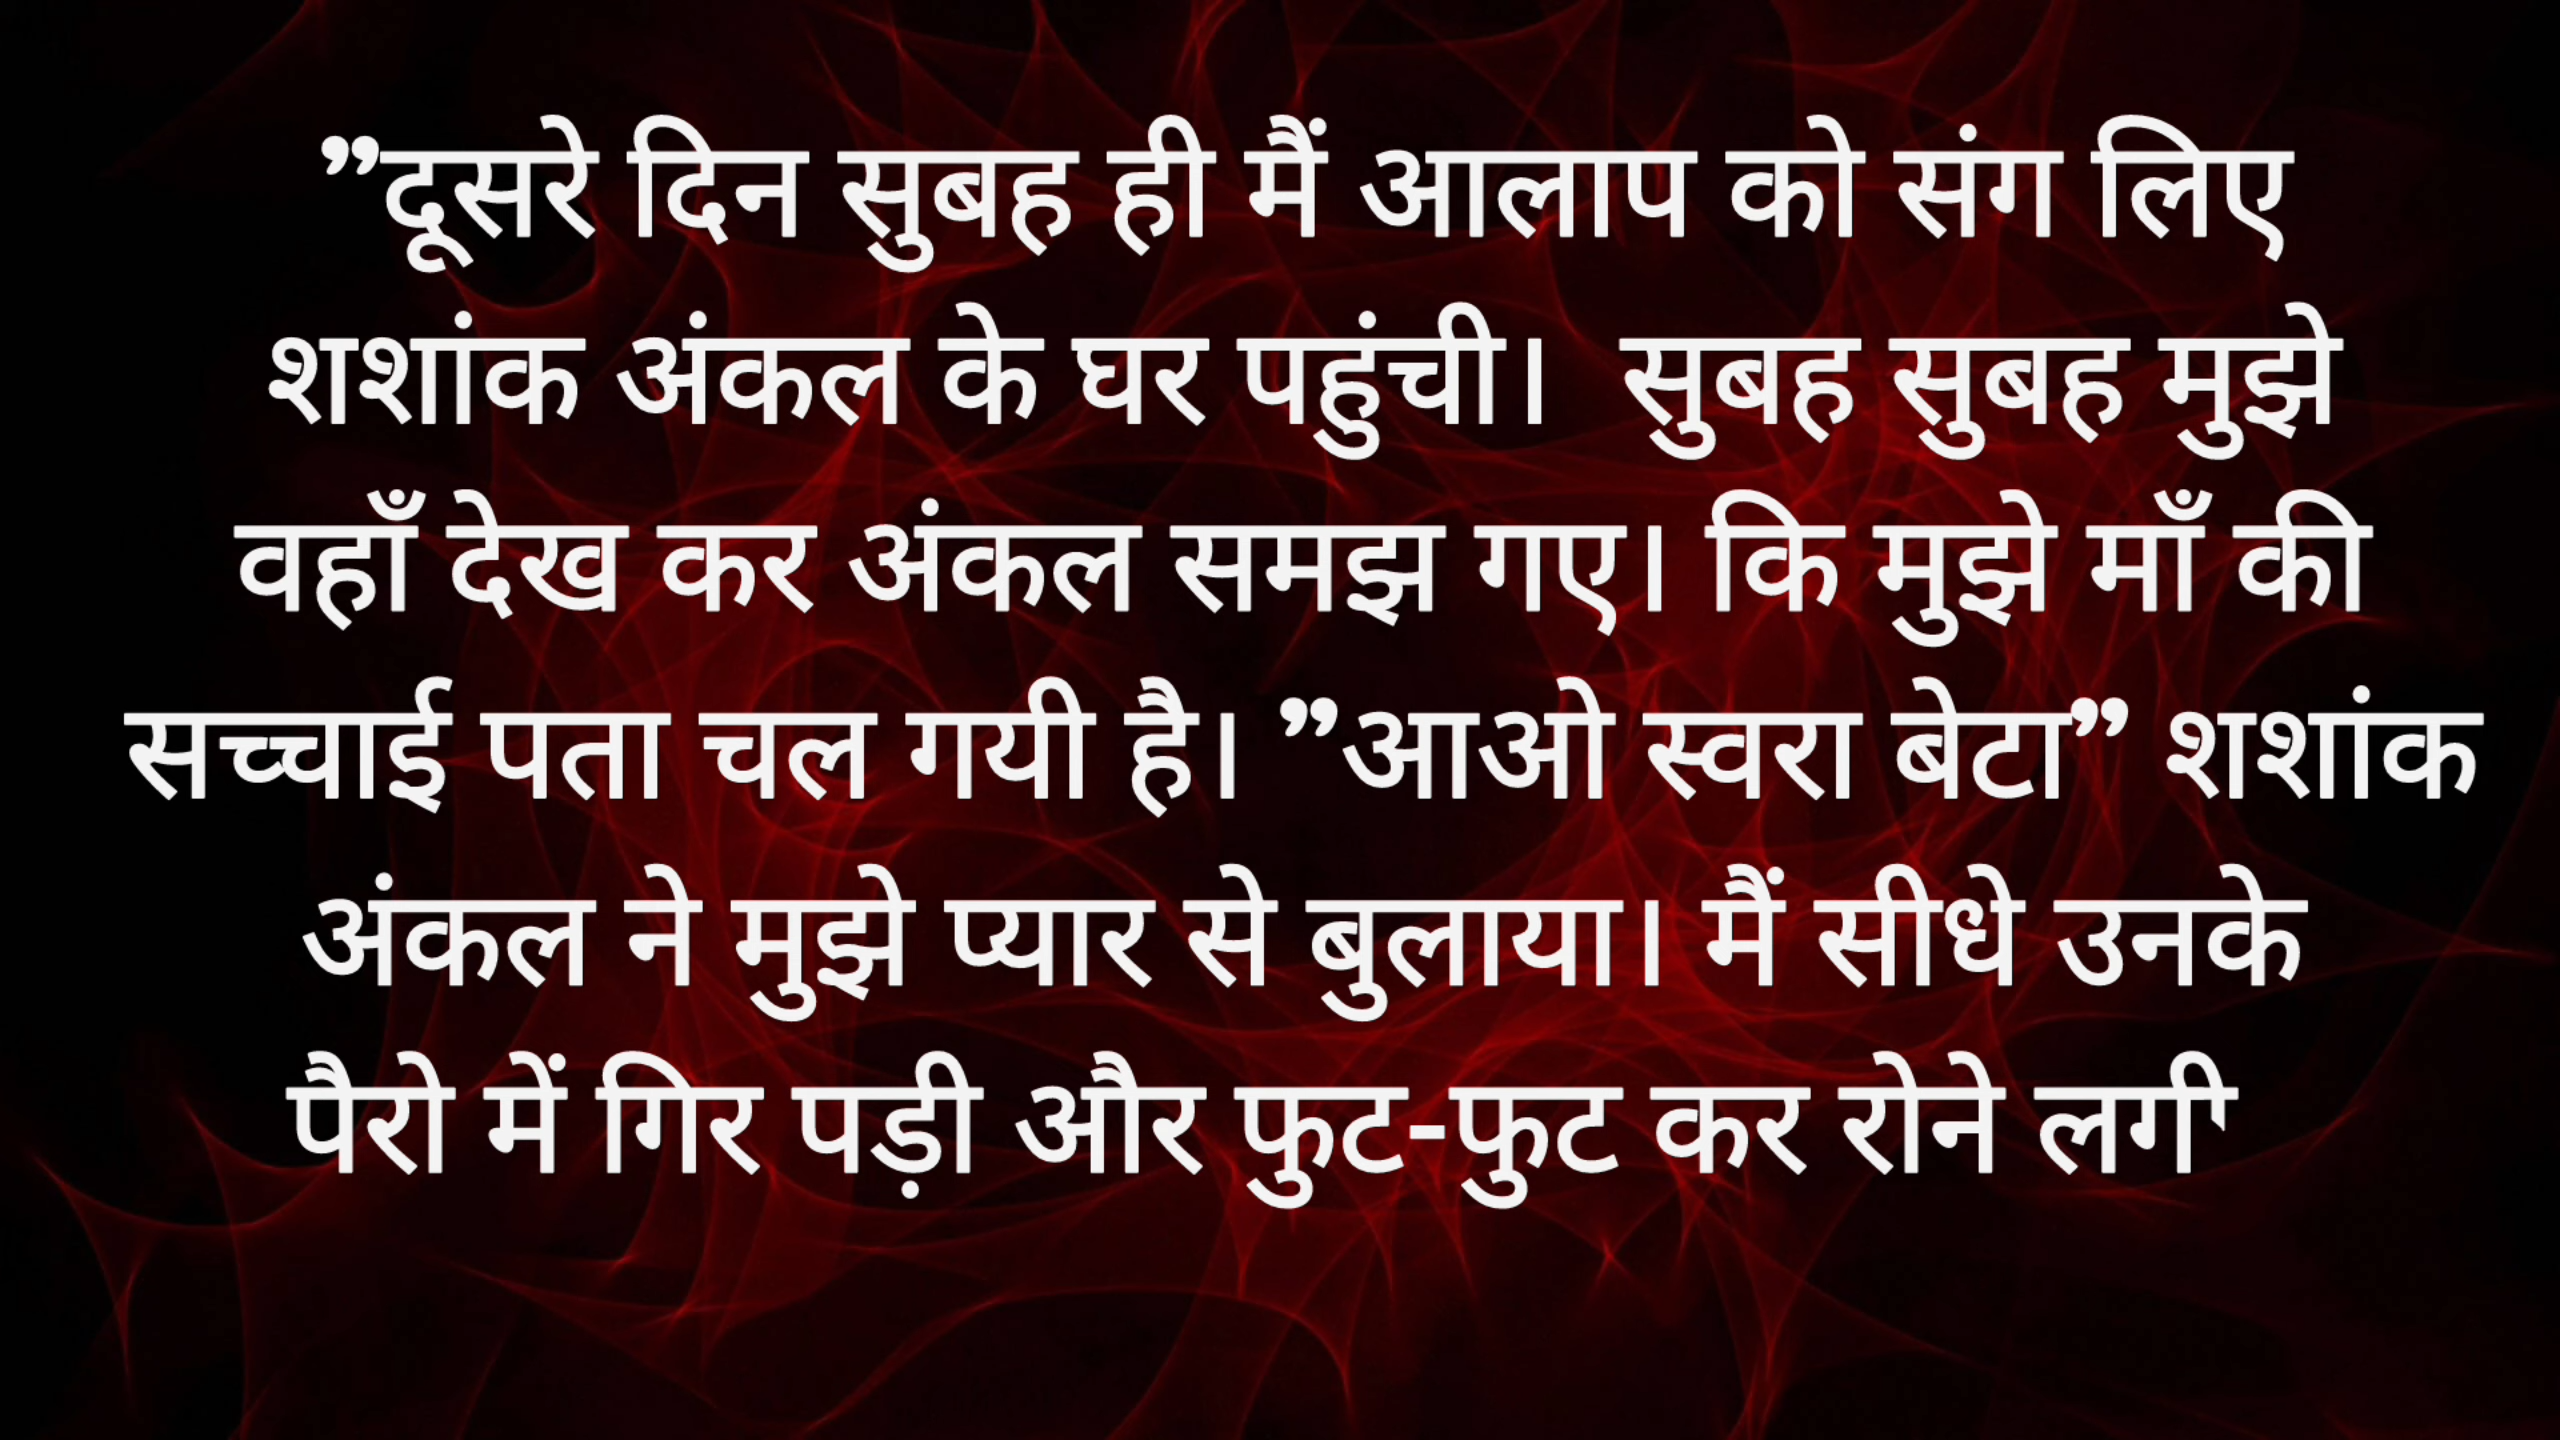 ”दूसरे दिन सुबह ही मैं आलाप को संग लिए
शशांक अंकल के घर पहुंची।  सुबह सुबह मुझे
वहाँ देख कर अंकल समझ गए। कि मुझे माँ की
सच्चाई पता चल गयी है। ”आओ स्वरा बेटा” शशांक
अंकल ने मुझे प्यार से बुलाया। मैं सीधे उनके
पैरो में गिर पड़ी और फुट-फुट कर रोने लगी